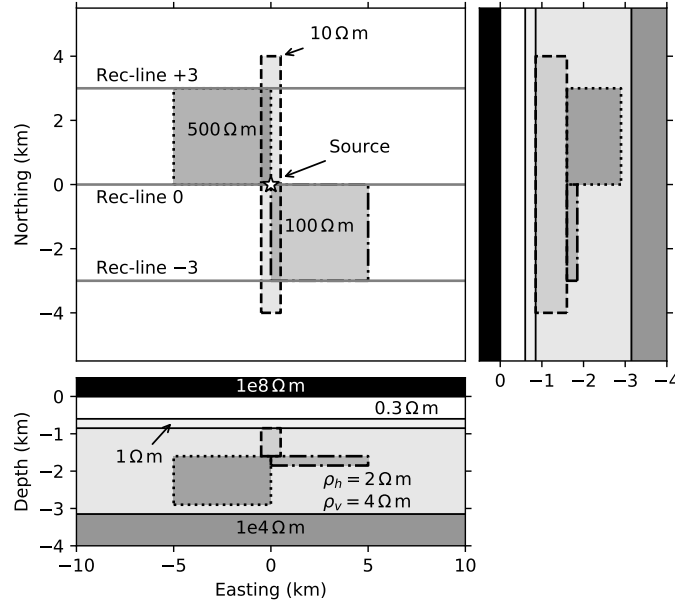 10 Ω m
Rec-line +3
500 Ω m
Source
Rec-line 0
100 Ω m
Rec-line −3
Northing (km)
4
2
0
−2
−4
0 −1 −2 −3 −4
1e8 Ω m
0.3 Ω m
1 Ω m
ρh = 2 Ω m
ρv = 4 Ω m
1e4 Ω m
Depth (km)
0
−1
−2
−3
−4
−10 −5 0 5 10
Easting (km)